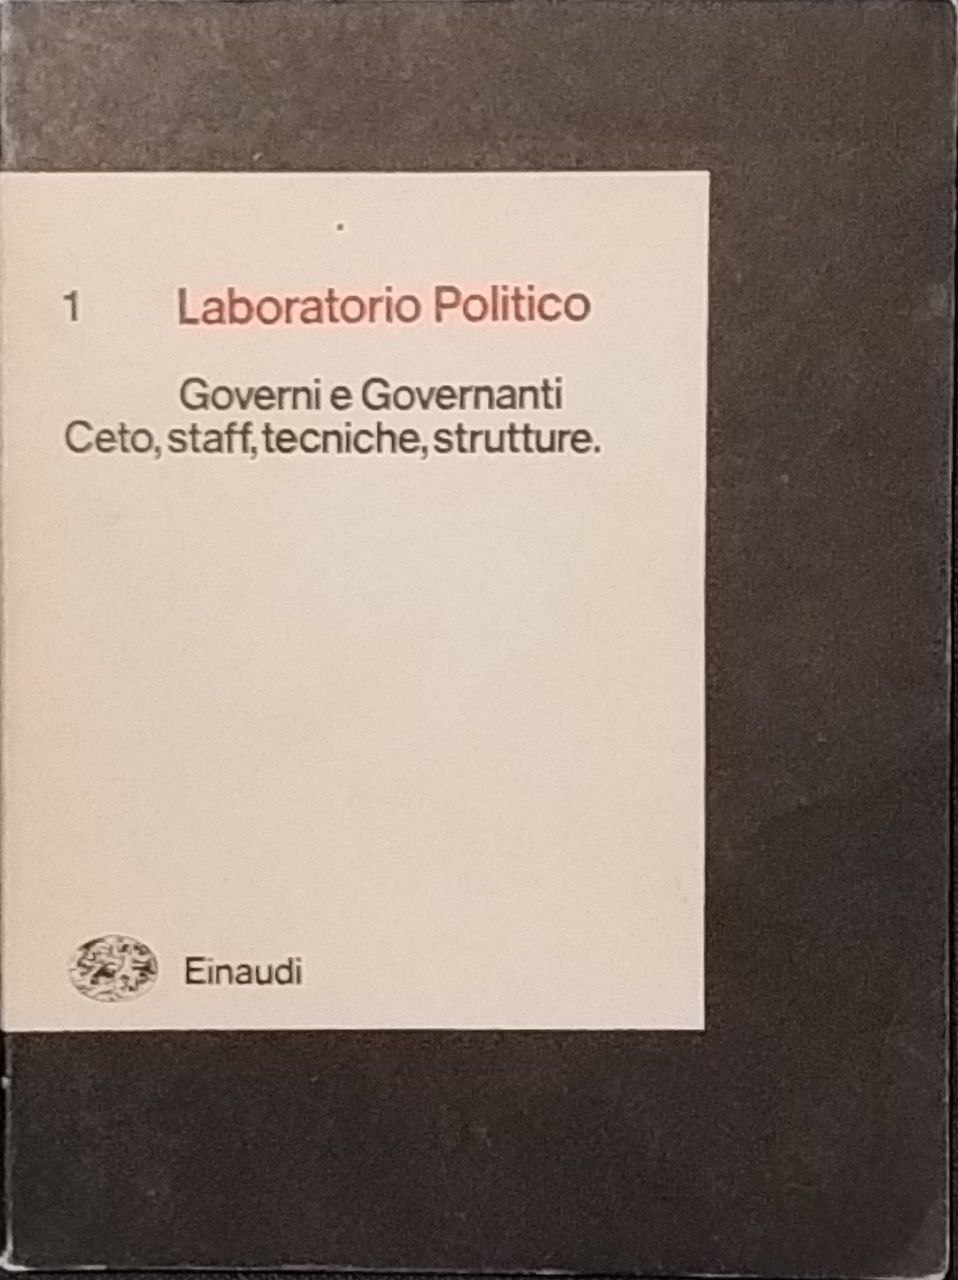 1 Laboratorio Politico
Governi e Governanti
Ceto, staff, tecniche, strutture.
Einaudi